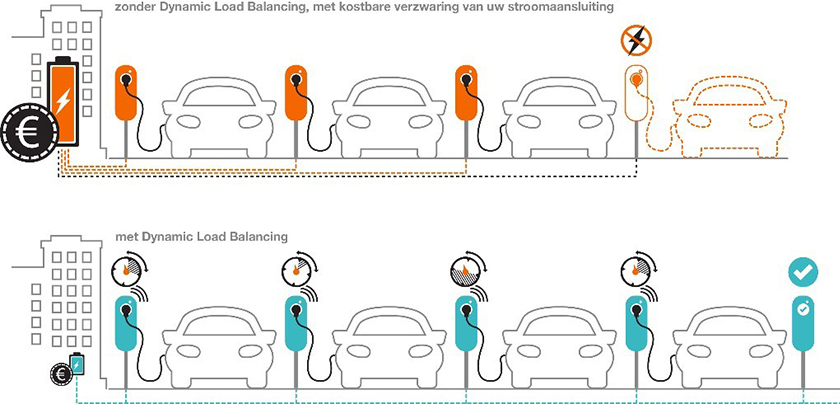 zonder Dynamic Load Balancing, met kostbare verzwaring van uw stroomaansluiting
€
met Dynamic Load Balancing
€